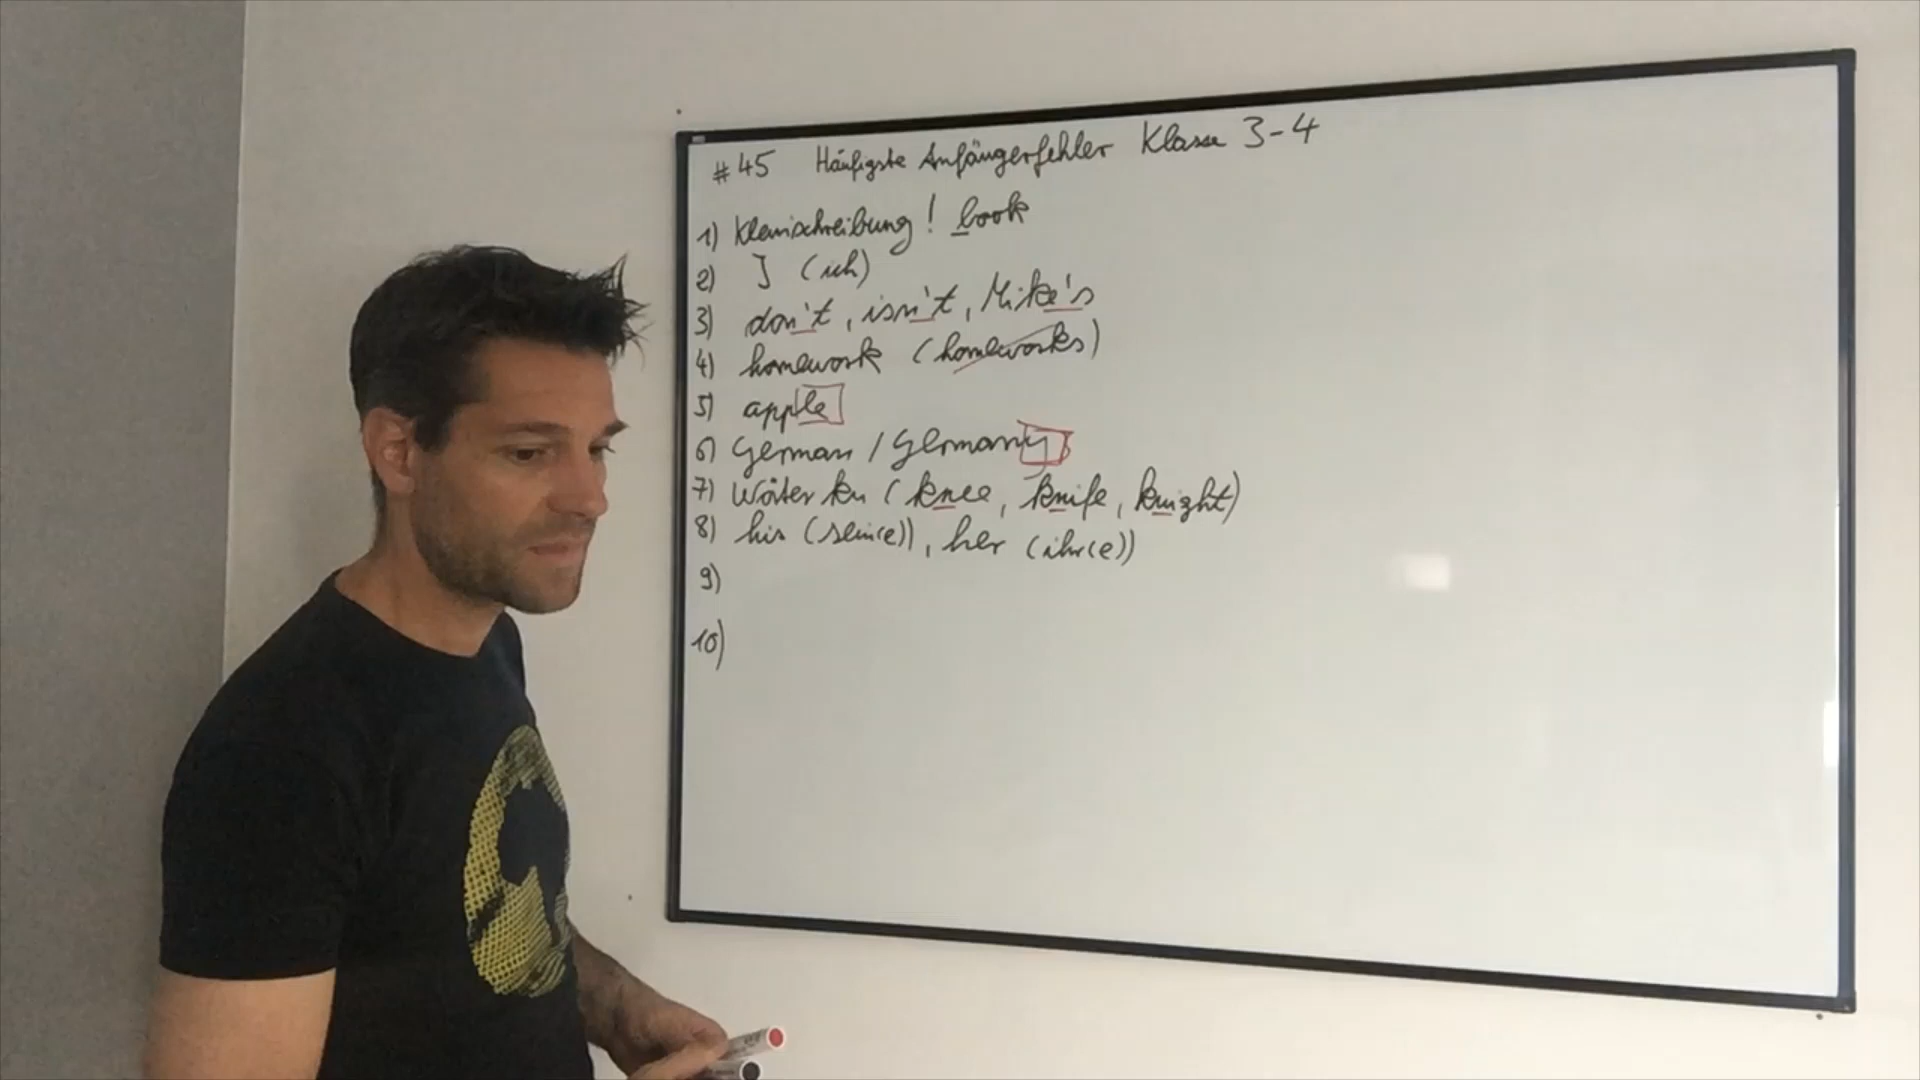 #45 Häufigste Anfängerfehler Klasse 3-4
1) Kleinschreibung! book
2) I (ich)
3) don't, isn't, Mike's
4) homework (homeworks)
5) apple
6) German / Germany
7) Wörter kn (knee, knife, knight)
8) his (sein(e)), her (ihr(e))
9)
10)